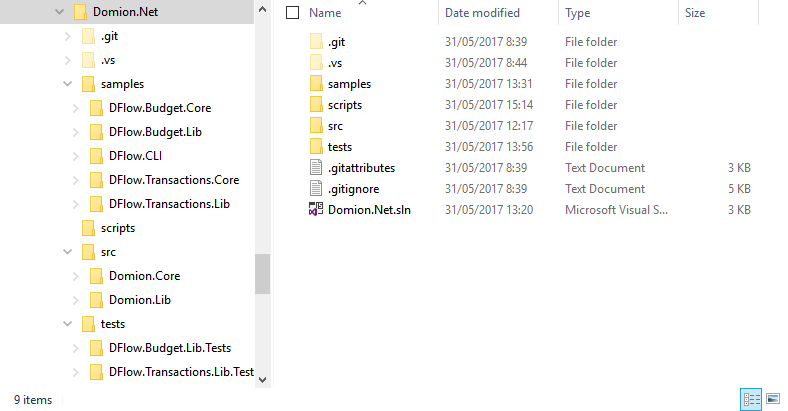 Domion.Net
.git
.vs
samples
DFlow.Budget.Core
DFlow.Budget.Lib
DFlow.CLI
DFlow.Transactions.Core
DFlow.Transactions.Lib
scripts
src
Domion.Core
Domion.Lib
tests
DFlow.Budget.Lib.Tests
DFlow.Transactions.Lib.Test
Name Date modified Type Size
.git 31/05/2017 8:39 File folder
.vs 31/05/2017 8:44 File folder
samples 31/05/2017 13:31 File folder
scripts 31/05/2017 15:14 File folder
src 31/05/2017 12:17 File folder
tests 31/05/2017 13:56 File folder
.gitattributes 31/05/2017 8:39 Text Document 3 KB
.gitignore 31/05/2017 8:39 Text Document 5 KB
Domion.Net.sln 31/05/2017 13:20 Microsoft Visual S... 3 KB
9 items